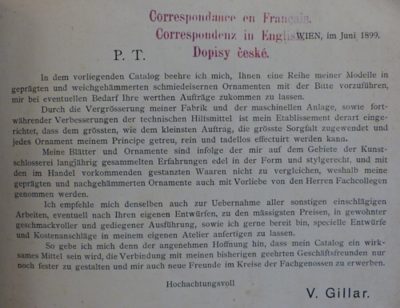 Correspondance en Français.
Correspondenz in English
Dopisy české.
WIEN, im Juni 1899.
P. T.
In dem vorliegenden Catalog beehre ich mich, Ihnen eine Reihe meiner Modelle in
geprägten und weichgehämmerten schmiedeisernen Ornamenten mit der Bitte vorzuführen,
mir bei eventuellen Bedarf Ihre werthen Aufträge zukommen zu lassen.
Durch die Vergrösserung meiner Fabrik und der maschinellen Anlage, sowie fort-
währender Verbesserungen der technischen Hilfsmittel ist mein Etablissement derart einge-
richtet, dass dem grössten, wie dem kleinsten Auftrag, die grösste Sorgfalt zugewendet und
jedes Ornament meinem Principe getreu, rein und tadellos effectuirt werden kann.
Meine Blätter und Ornamente sind infolge der mir auf dem Gebiete der Kunst-
schlosserei langjährig gesammelten Erfahrungen edel in der Form und stylgerecht, und mit
den im Handel vorkommenden gestanzten Waaren nicht zu vergleichen, weshalb meine
geprägten und nachgehämmerten Ornamente auch mit Vorliebe von den Herren Fachcollegen
genommen werden.
Ich empfehle mich denselben auch zur Uebernahme aller sonstigen einschlägigen
Arbeiten, eventuell nach Ihren eigenen Entwürfen, zu den mässigsten Preisen, in gewohnter
geschmackvoller und gediegener Ausführung, sowie ich gerne bereit bin, specielle Entwürfe
und Kostenanschläge in meinem eigenen Atelier anfertigen zu lassen.
So gebe ich mich denn der angenehmen Hoffnung hin, dass mein Catalog ein wirk-
sames Mittel sein wird, die Verbindung mit meinen bisherigen geehrten Geschäftsfreunden nur
noch fester zu gestalten und mir auch neue Freunde im Kreise der Fachgenossen zu erwerben.
Hochachtungsvoll
V. Gillar.